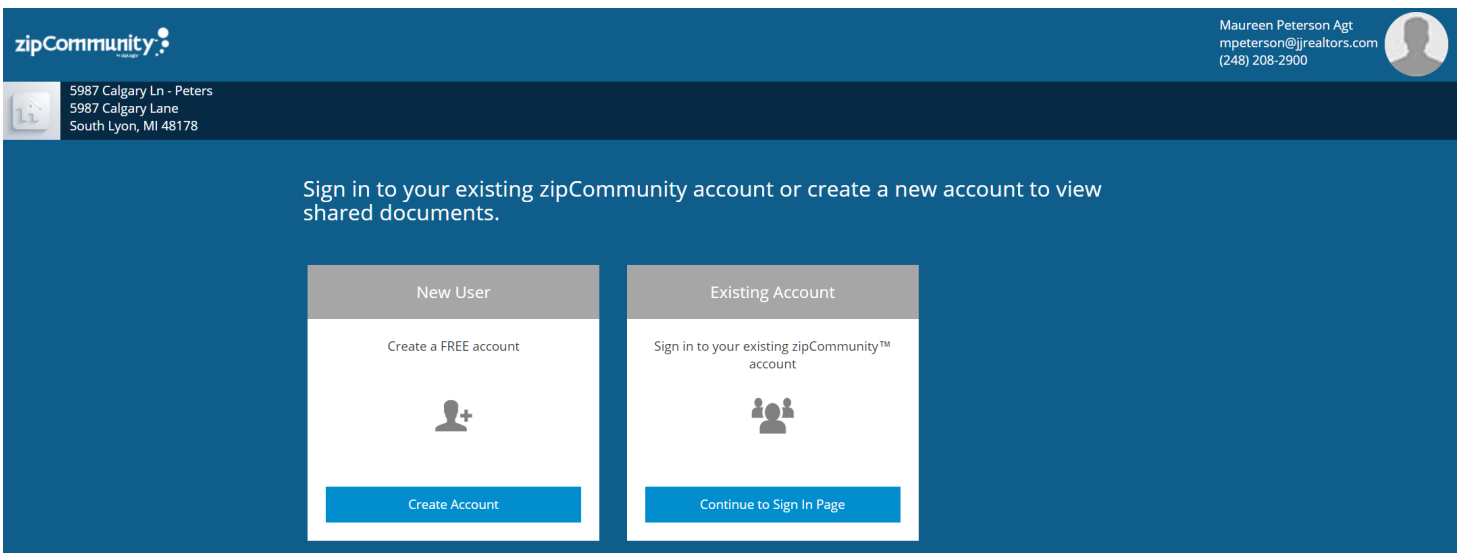 zipCommunity
Maureen Peterson Agt
mpeterson@jjrealtors.com
(248) 208-2900
5987 Calgary Ln - Peters
5987 Calgary Lane
South Lyon, MI 48178
Sign in to your existing zipCommunity account or create a new account to view
shared documents.
New User
Create a FREE account
Create Account
Existing Account
Sign in to your existing zipCommunity™
account
Continue to Sign In Page